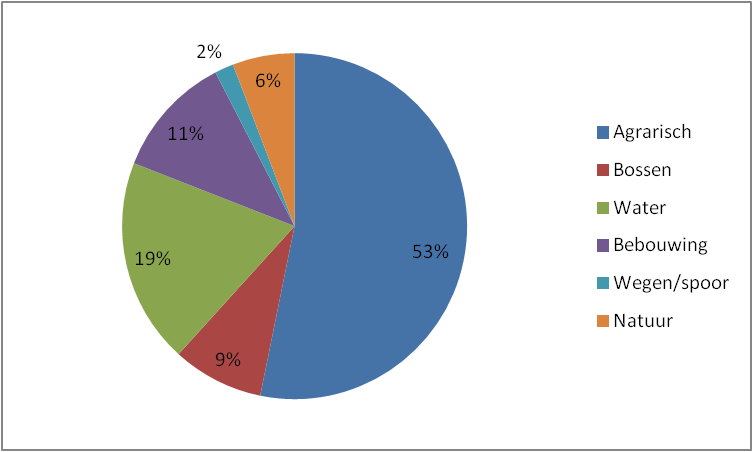 2%
6%
11%
53%
19%
9%
Agrarisch
Bossen
Water
Bebouwing
Wegen/spoor
Natuur